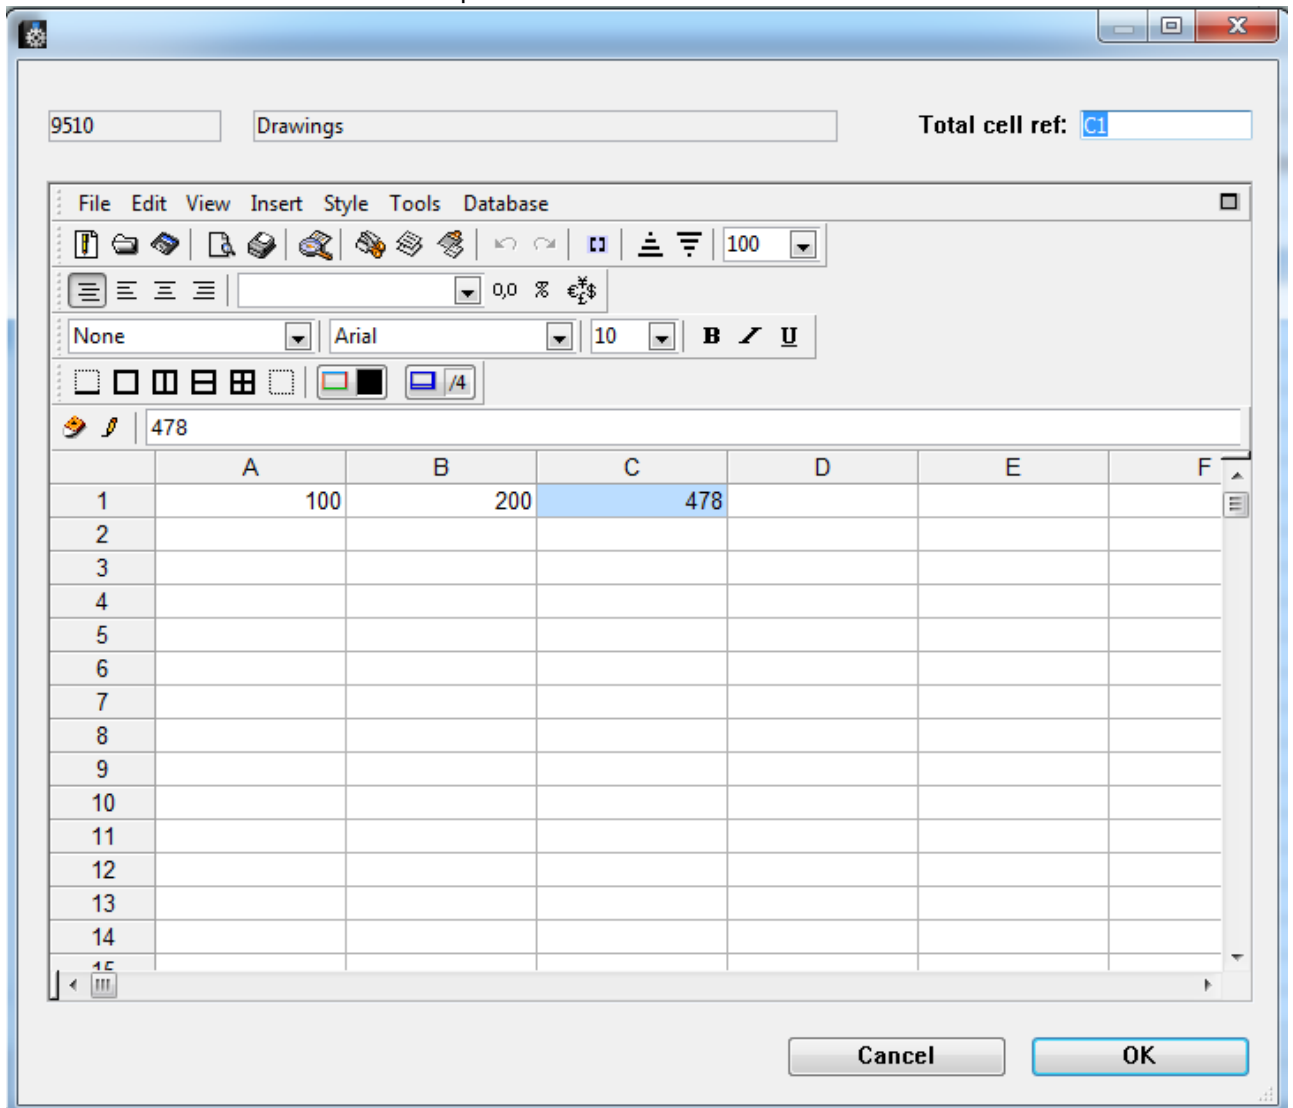 9510 Drawings Total cell ref: C1
File Edit View Insert Style Tools Database
100
0,0 % €¥£$
None Arial 10 B I U
/4
478
A B C D E F
1 100 200 478
2
3
4
5
6
7
8
9
10
11
12
13
14
15
Cancel OK